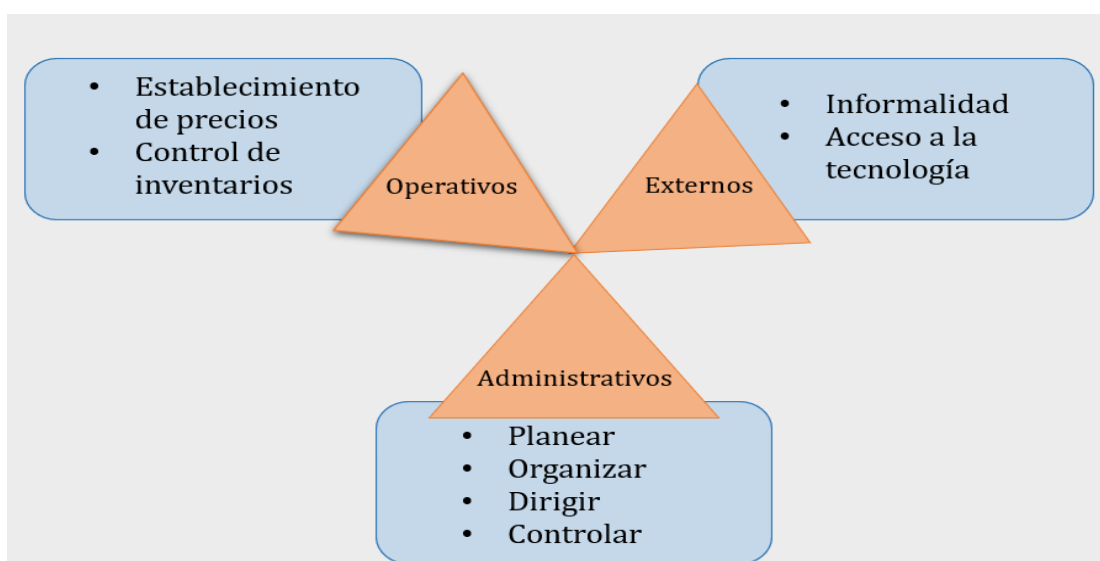 • Establecimiento
de precios
• Control de
inventarios
Operativos
Externos
• Informalidad
• Acceso a la
tecnología
Administrativos
• Planear
• Organizar
• Dirigir
• Controlar